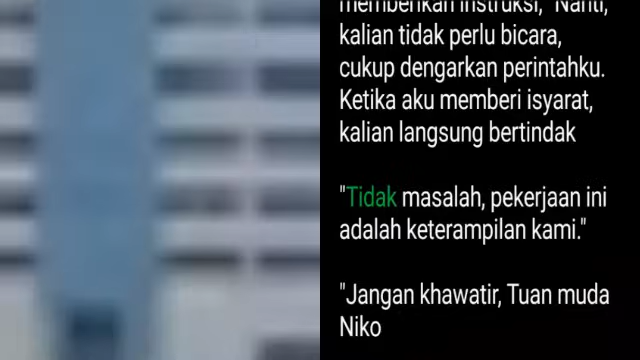 memberikan instruksi, "Nanti,
kalian tidak perlu bicara,
cukup dengarkan perintahku.
Ketika aku memberi isyarat,
kalian langsung bertindak
"Tidak masalah, pekerjaan ini
adalah keterampilan kami."
"Jangan khawatir, Tuan muda
Niko